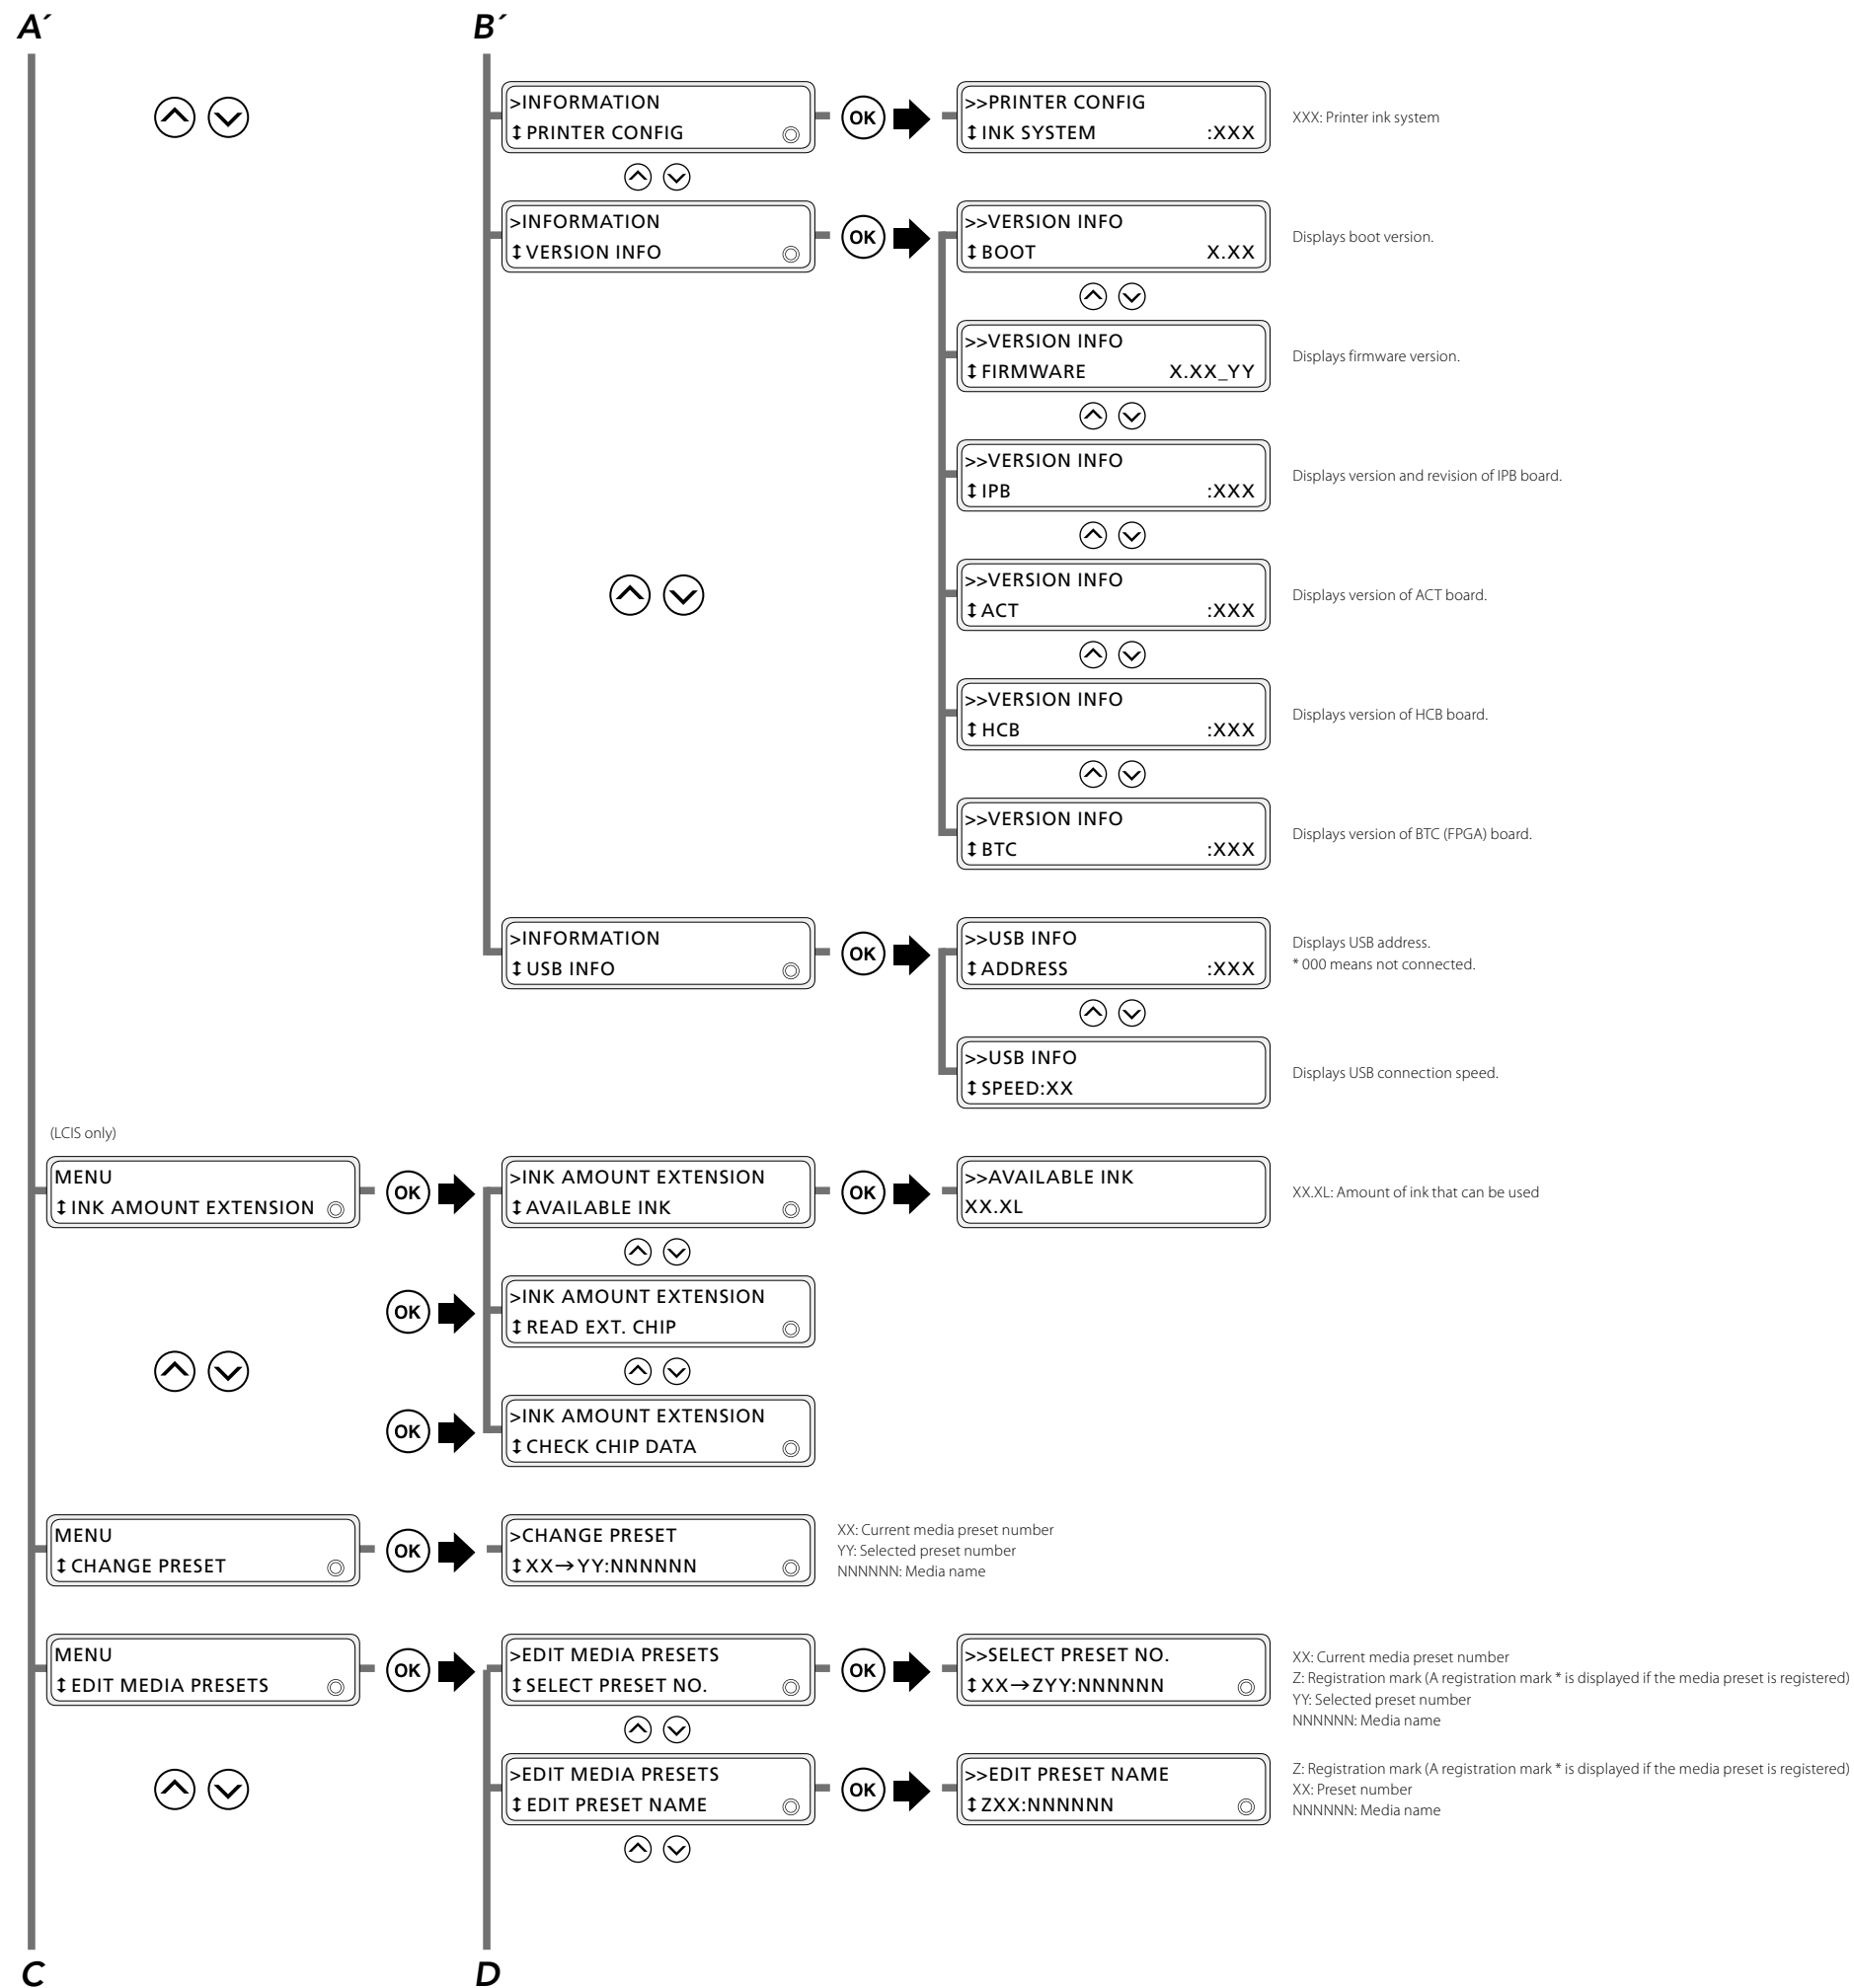 A´
B´
>INFORMATION
↕ PRINTER CONFIG ◎
OK
>>PRINTER CONFIG
↕ INK SYSTEM :XXX
XXX: Printer ink system
>INFORMATION
↕ VERSION INFO ◎
OK
>>VERSION INFO
↕ BOOT X.XX
Displays boot version.
>>VERSION INFO
↕ FIRMWARE X.XX_YY
Displays firmware version.
>>VERSION INFO
↕ IPB :XXX
Displays version and revision of IPB board.
>>VERSION INFO
↕ ACT :XXX
Displays version of ACT board.
>>VERSION INFO
↕ HCB :XXX
Displays version of HCB board.
>>VERSION INFO
↕ BTC :XXX
Displays version of BTC (FPGA) board.
>INFORMATION
↕ USB INFO ◎
OK
>>USB INFO
↕ ADDRESS :XXX
Displays USB address.
* 000 means not connected.
>>USB INFO
↕ SPEED:XX
Displays USB connection speed.
(LCIS only)
MENU
↕ INK AMOUNT EXTENSION ◎
OK
>INK AMOUNT EXTENSION
↕ AVAILABLE INK ◎
OK
>>AVAILABLE INK
XX.XL
XX.XL: Amount of ink that can be used
OK
>INK AMOUNT EXTENSION
↕ READ EXT. CHIP ◎
OK
>INK AMOUNT EXTENSION
↕ CHECK CHIP DATA ◎
MENU
↕ CHANGE PRESET ◎
OK
>CHANGE PRESET
↕ XX→YY:NNNNNN ◎
XX: Current media preset number
YY: Selected preset number
NNNNNN: Media name
MENU
↕ EDIT MEDIA PRESETS ◎
OK
>EDIT MEDIA PRESETS
↕ SELECT PRESET NO. ◎
OK
>>SELECT PRESET NO.
↕ XX→ZYY:NNNNNN ◎
XX: Current media preset number
Z: Registration mark (A registration mark * is displayed if the media preset is registered)
YY: Selected preset number
NNNNNN: Media name
>EDIT MEDIA PRESETS
↕ EDIT PRESET NAME ◎
OK
>>EDIT PRESET NAME
↕ ZXX:NNNNNN ◎
Z: Registration mark (A registration mark * is displayed if the media preset is registered)
XX: Preset number
NNNNNN: Media name
C
D